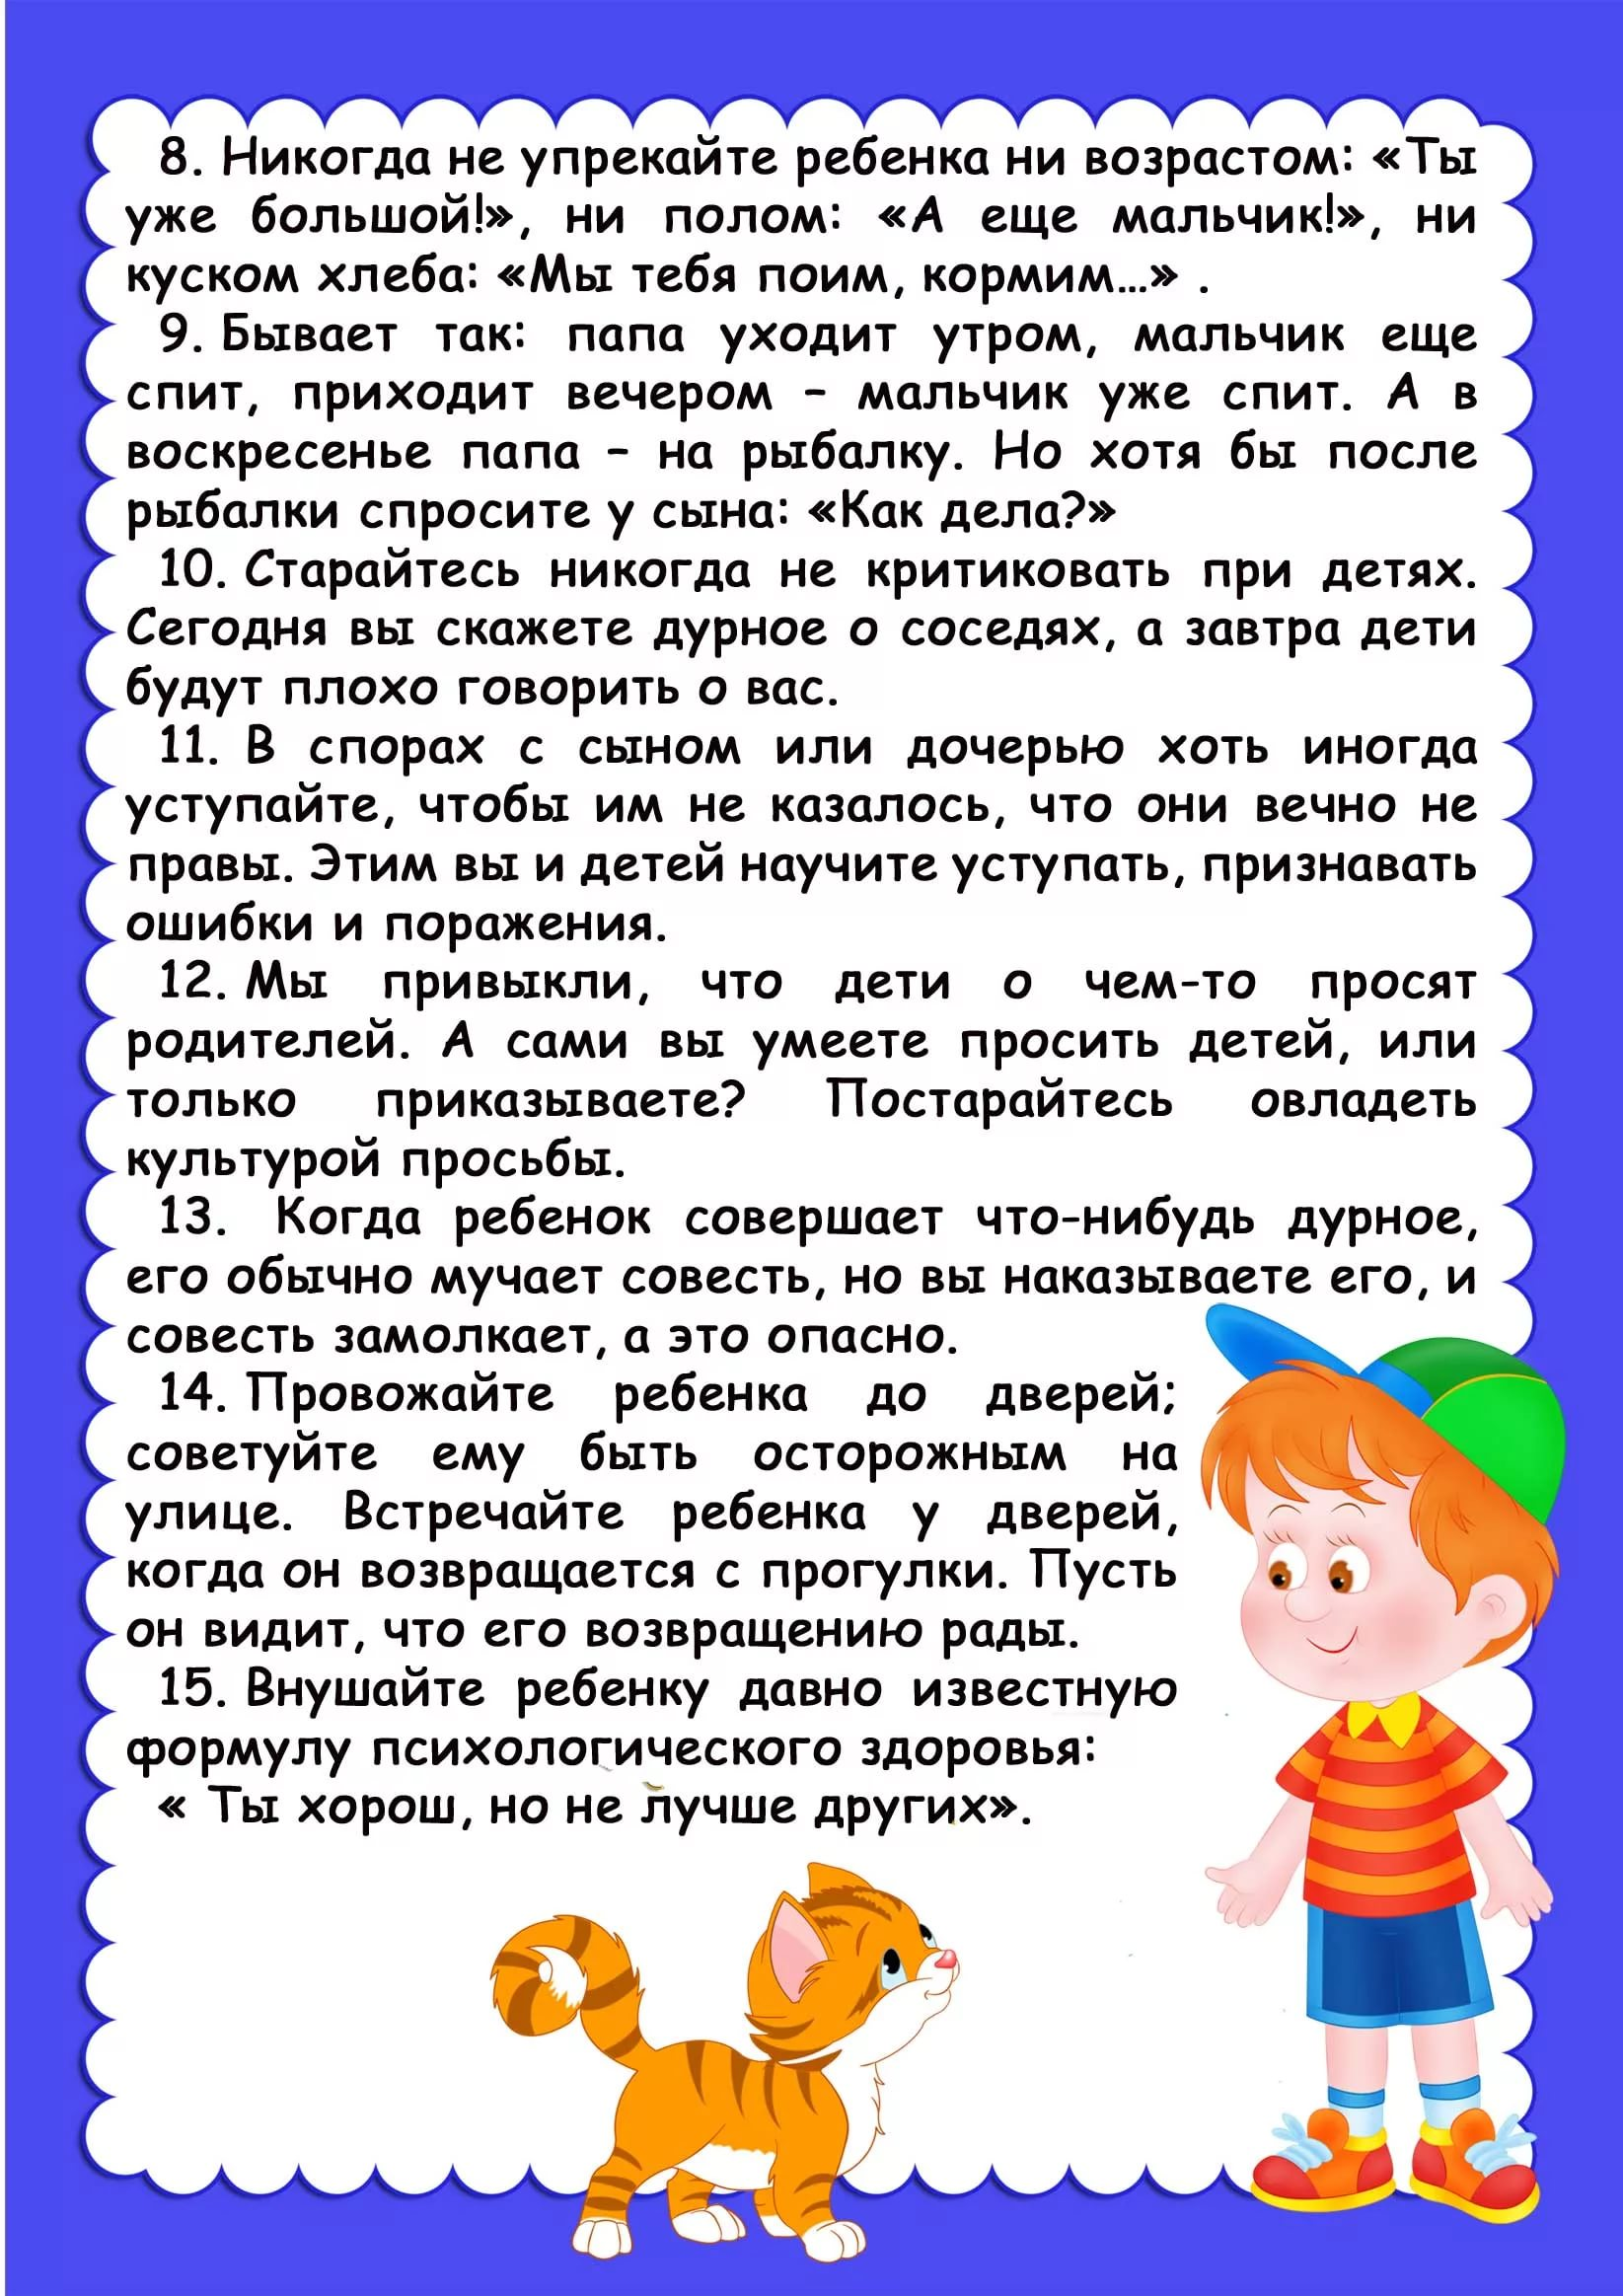 8. Никогда не упрекайте ребенка ни возрастом: «Ты
уже большой!», ни полом: «А еще мальчик!», ни
куском хлеба: «Мы тебя поим, кормим…» .
9. Бывает так: папа уходит утром, мальчик еще
спит, приходит вечером – мальчик уже спит. А в
воскресенье папа – на рыбалку. Но хотя бы после
рыбалки спросите у сына: «Как дела?»
10. Старайтесь никогда не критиковать при детях.
Сегодня вы скажете дурное о соседях, а завтра дети
будут плохо говорить о вас.
11. В спорах с сыном или дочерью хоть иногда
уступайте, чтобы им не казалось, что они вечно не
правы. Этим вы и детей научите уступать, признавать
ошибки и поражения.
12. Мы привыкли, что дети о чем-то просят
родителей. А сами вы умеете просить детей, или
только приказываете? Постарайтесь овладеть
культурой просьбы.
13. Когда ребенок совершает что-нибудь дурное,
его обычно мучает совесть, но вы наказываете его, и
совесть замолкает, а это опасно.
14. Провожайте ребенка до дверей;
советуйте ему быть осторожным на
улице. Встречайте ребенка у дверей,
когда он возвращается с прогулки. Пусть
он видит, что его возвращению рады.
15. Внушайте ребенку давно известную
формулу психологического здоровья:
« Ты хорош, но не лучше других».